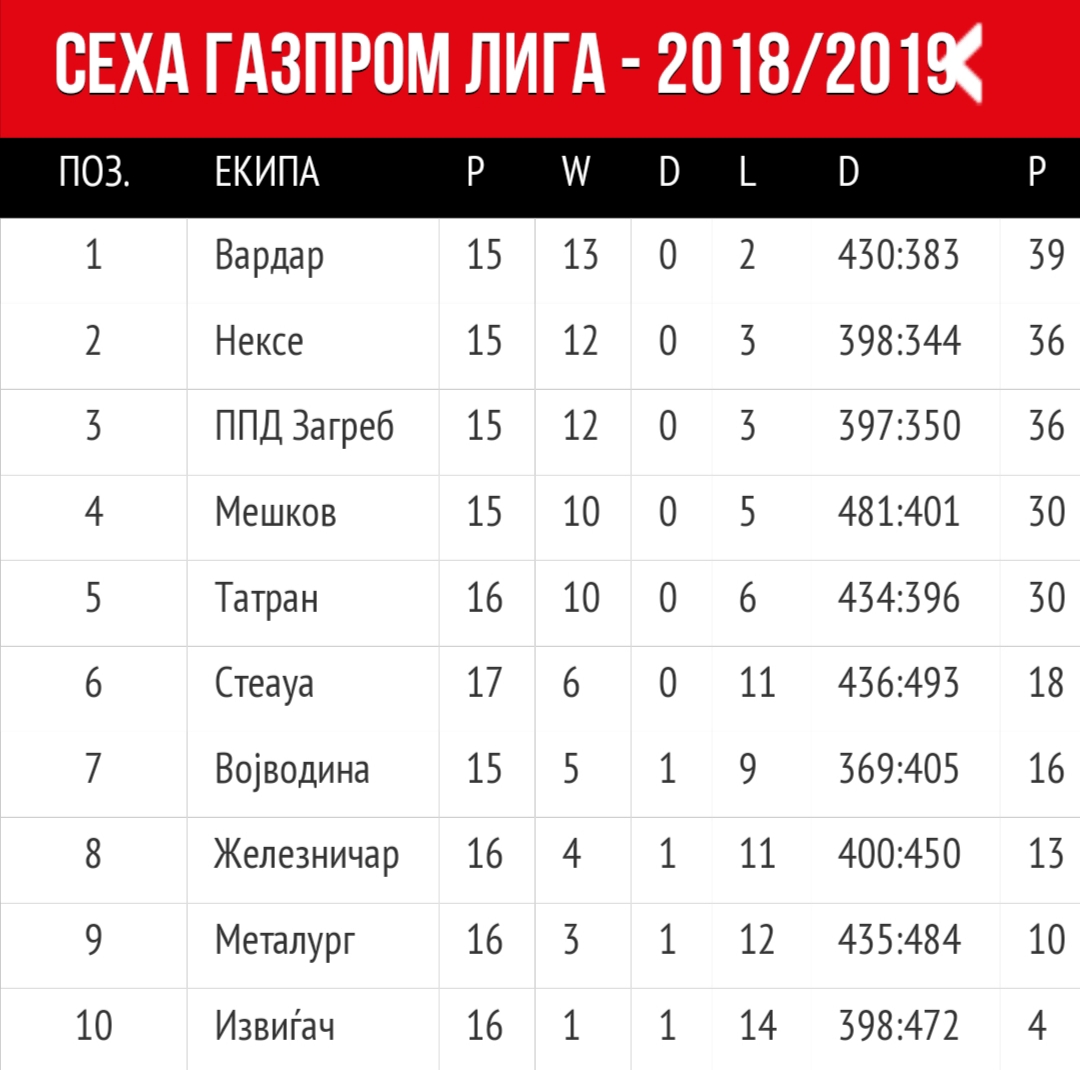 СЕХА ГАЗПРОМ ЛИГА - 2018/2019
ПОЗ. ЕКИПА P W D L D P
1 Вардар 15 13 0 2 430:383 39
2 Нексе 15 12 0 3 398:344 36
3 ППД Загреб 15 12 0 3 397:350 36
4 Мешков 15 10 0 5 481:401 30
5 Татран 16 10 0 6 434:396 30
6 Стеауа 17 6 0 11 436:493 18
7 Војводина 15 5 1 9 369:405 16
8 Железничар 16 4 1 11 400:450 13
9 Металург 16 3 1 12 435:484 10
10 Извиѓач 16 1 1 14 398:472 4